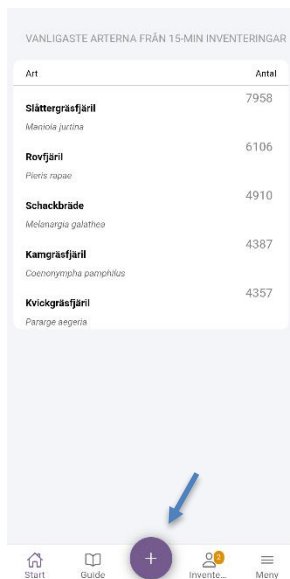 VANLIGASTE ARTERNA FRÅN 15-MIN INVENTERINGAR
Art Antal
Slåttergräsfjäril 7958
Maniola jurtina
Rovfjäril 6106
Pieris rapae
Schackbräde 4910
Melanargia galathea
Kamgräsfjäril 4387
Coenonympha pamphilus
Kvickgräsfjäril 4357
Pararge aegeria
+
2
Start Guide Invente... Meny